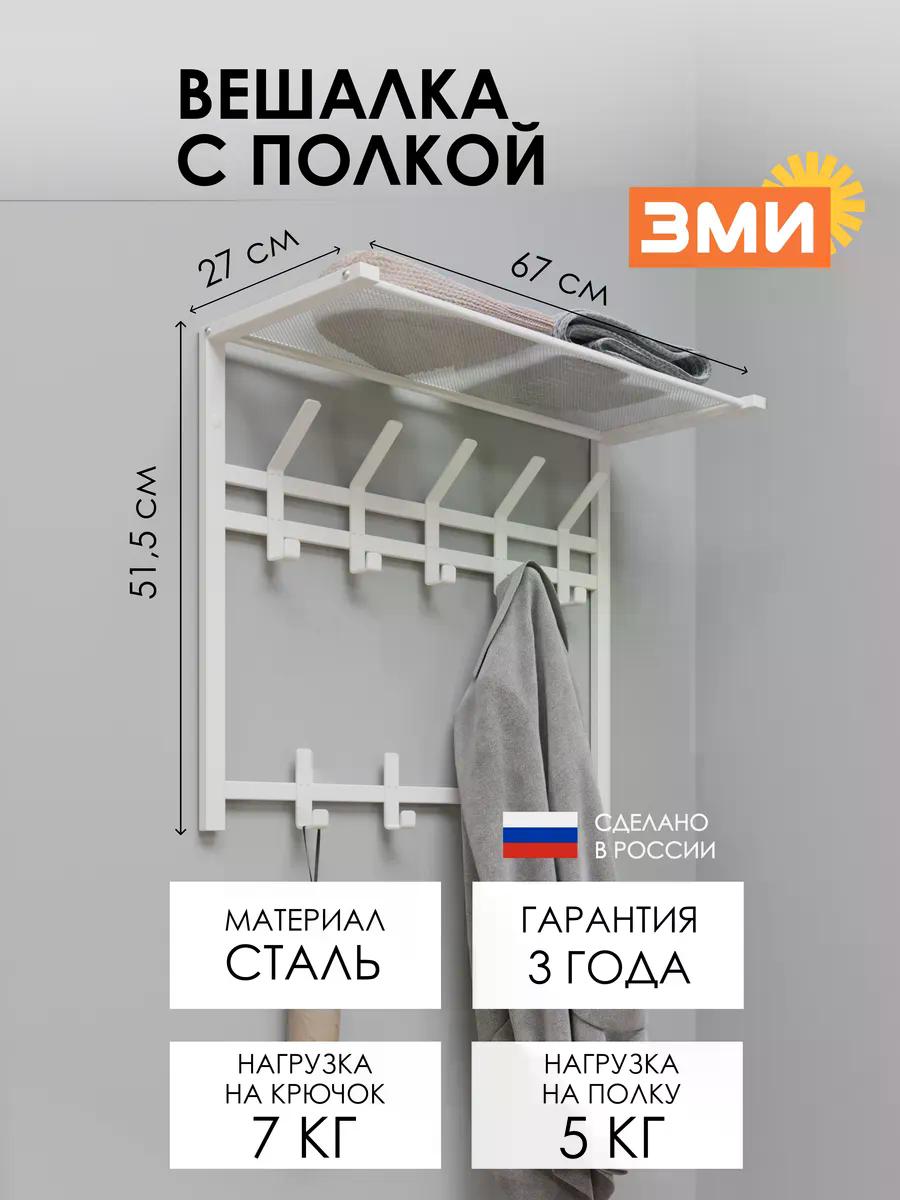 ВЕШАЛКА
С ПОЛКОЙ
ЗМИ
27 см
67 см
51,5 см
СДЕЛАНО
В РОССИИ
МАТЕРИАЛ
СТАЛЬ
ГАРАНТИЯ
3 ГОДА
НАГРУЗКА
НА КРЮЧОК
7 КГ
НАГРУЗКА
НА ПОЛКУ
5 КГ